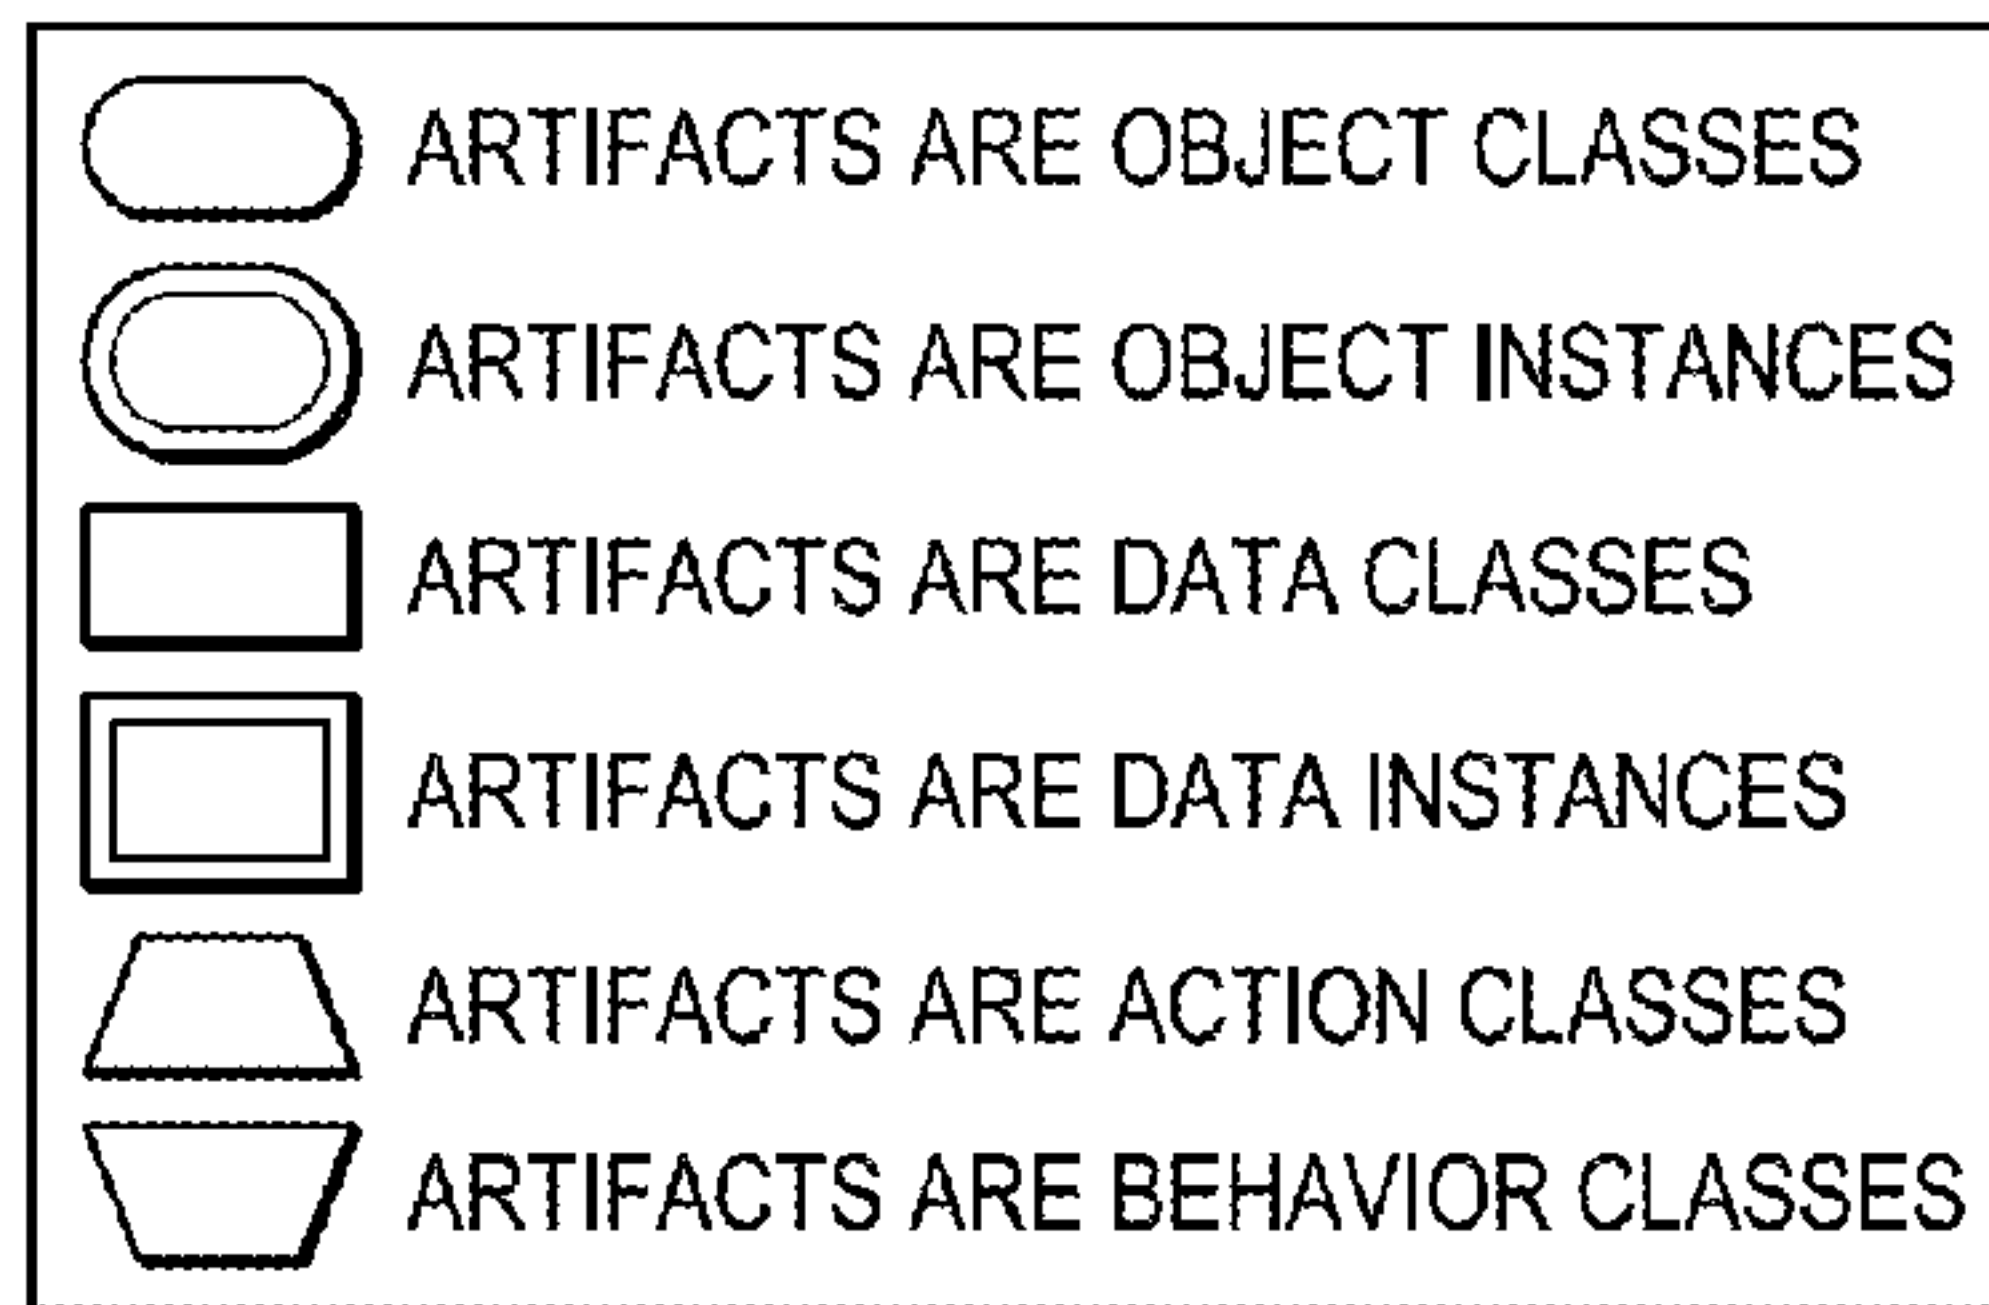 ARTIFACTS ARE OBJECT CLASSES
ARTIFACTS ARE OBJECT INSTANCES
ARTIFACTS ARE DATA CLASSES
ARTIFACTS ARE DATA INSTANCES
ARTIFACTS ARE ACTION CLASSES
ARTIFACTS ARE BEHAVIOR CLASSES